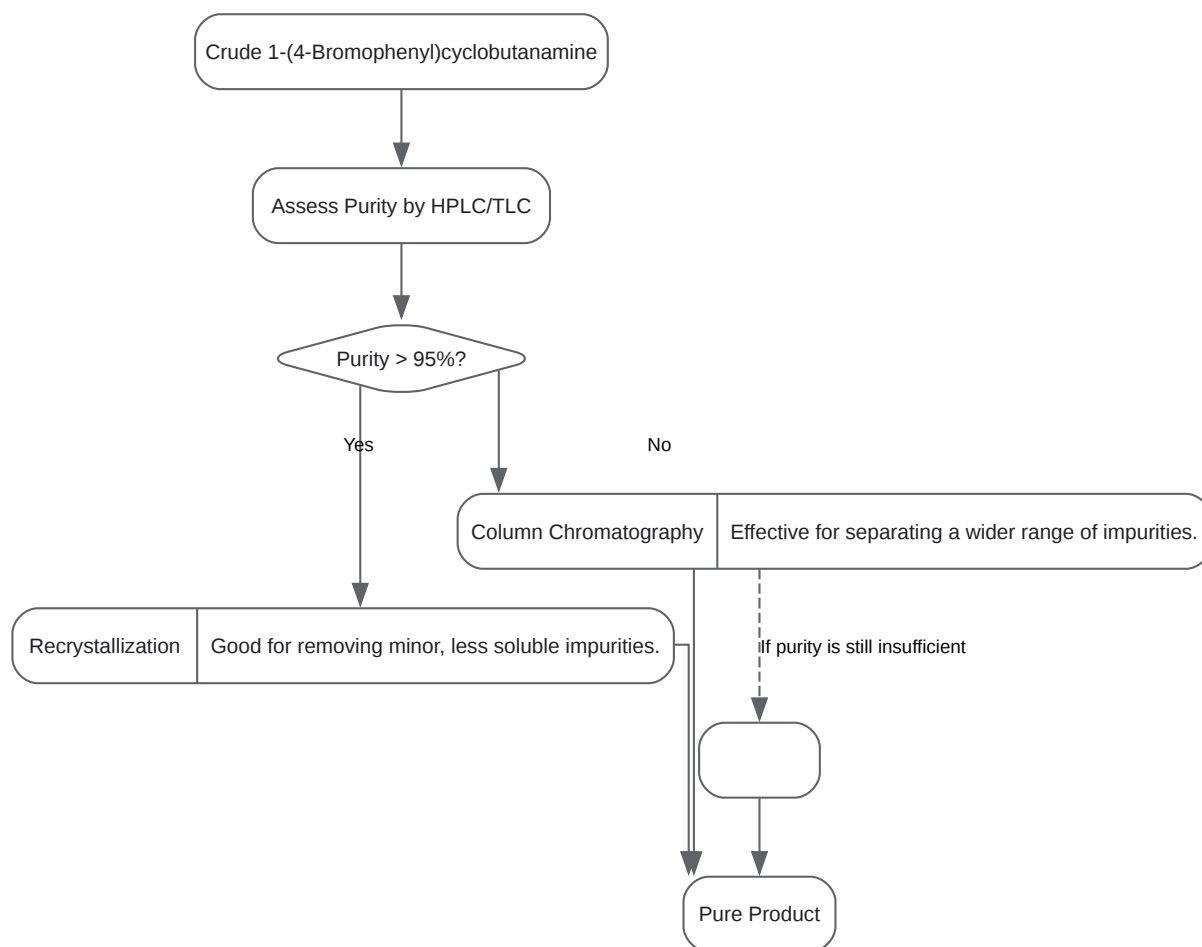 Crude 1-(4-Bromophenyl)cyclobutanamine
Assess Purity by HPLC/TLC
Purity > 95%?
Yes
No
Column Chromatography
Effective for separating a wider range of impurities.
Recrystallization
Good for removing minor, less soluble impurities.
If purity is still insufficient
Pure Product